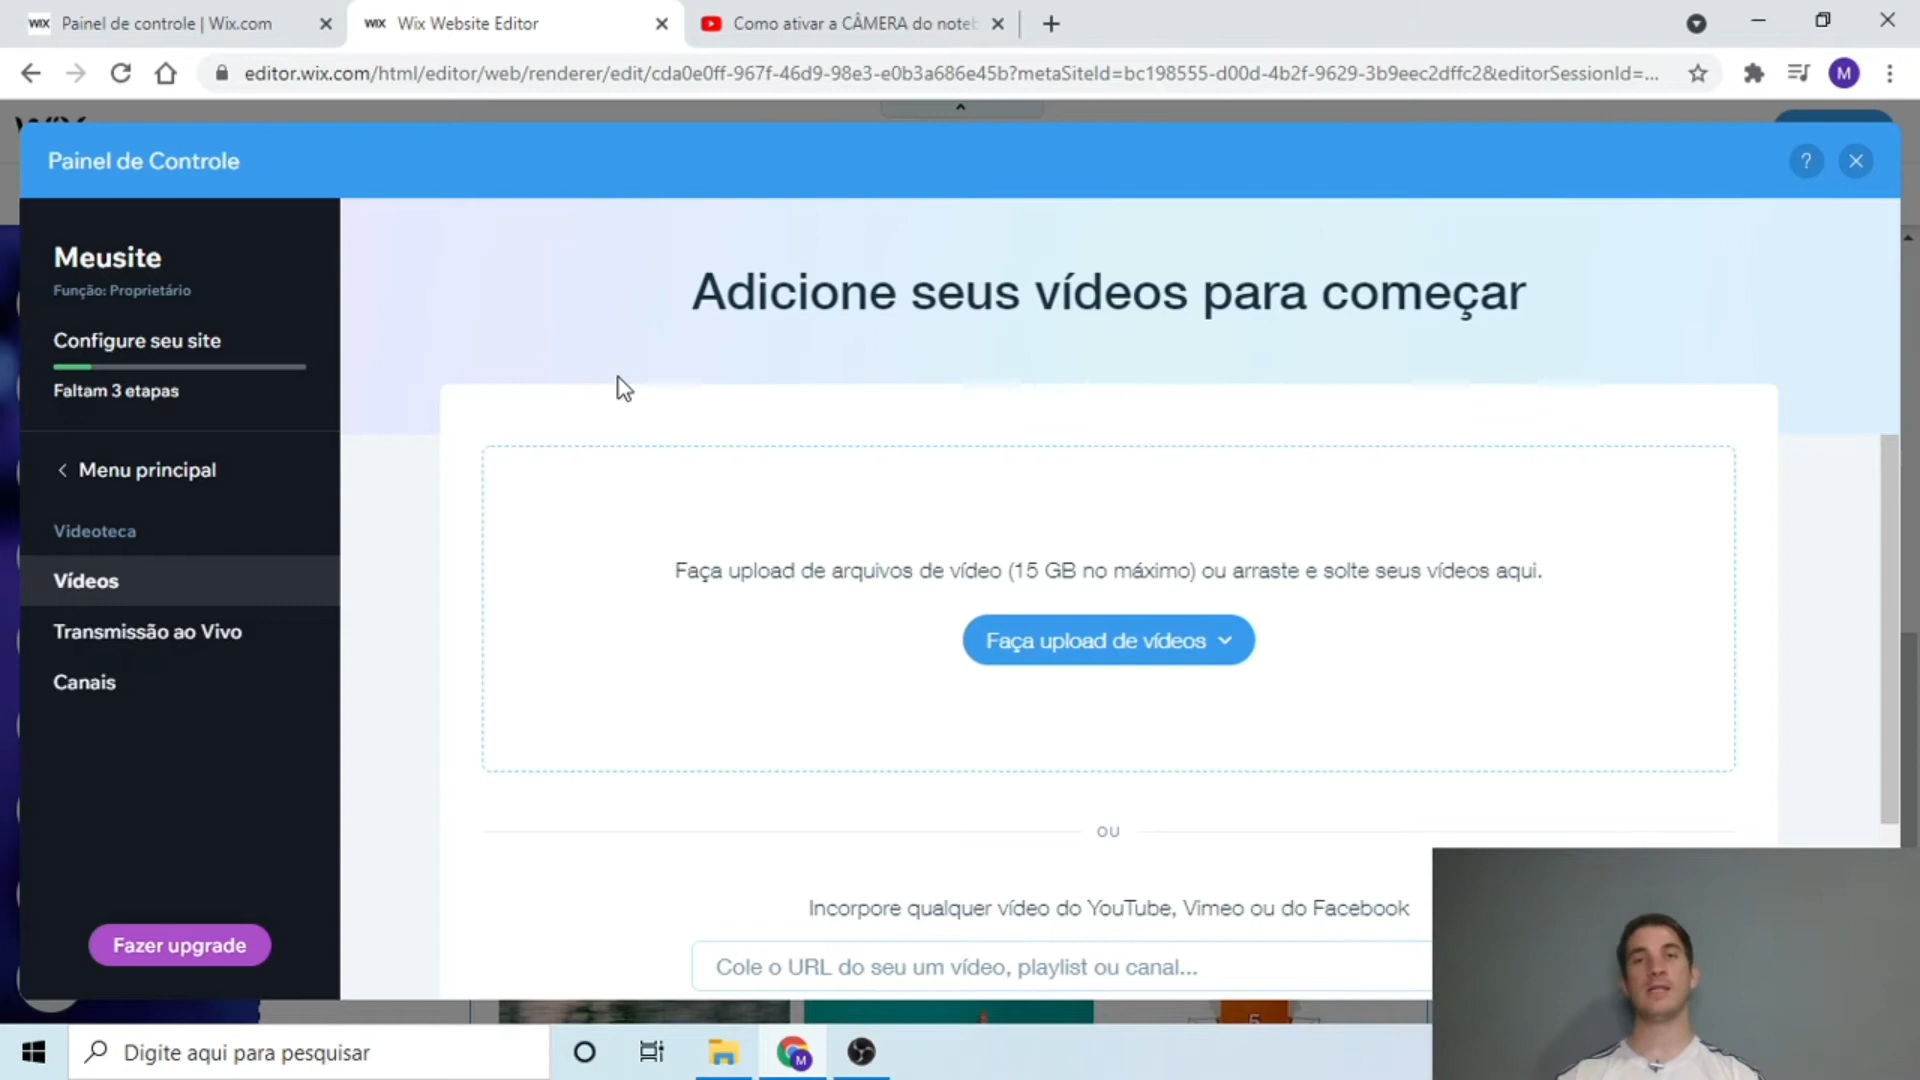 WIX Painel de controle | Wix.com
WIX Wix Website Editor
Como ativar a CÂMERA do note
editor.wix.com/html/editor/web/renderer/edit/cda0e0ff-967f-46d9-98e3-e0b3a686e45b?metaSiteId=bc198555-d00d-4b2f-9629-3b9eec2dffc2&editorSessionId=...
M
Painel de Controle
?
Meusite
Função: Proprietário
Configure seu site
Faltam 3 etapas
Menu principal
Videoteca
Vídeos
Transmissão ao Vivo
Canais
Fazer upgrade
Adicione seus vídeos para começar
Faça upload de arquivos de vídeo (15 GB no máximo) ou arraste e solte seus vídeos aqui.
Faça upload de vídeos
OU
Incorpore qualquer vídeo do YouTube, Vimeo ou do Facebook
Cole o URL do seu um vídeo, playlist ou canal...
Digite aqui para pesquisar
M